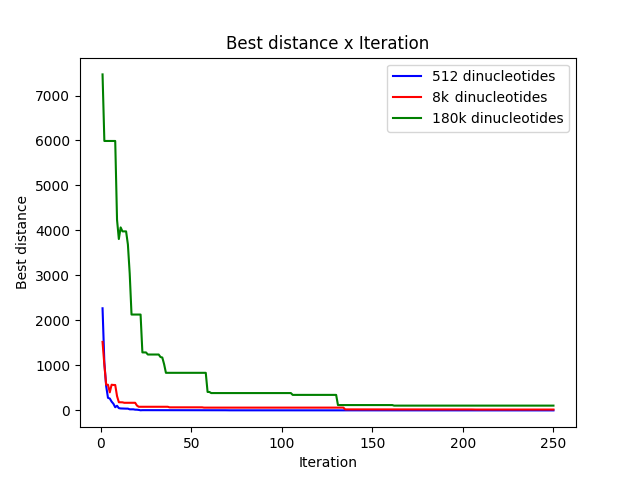 Best distance x Iteration
512 dinucleotides
8k dinucleotides
180k dinucleotides
7000
6000
5000
4000
3000
2000
1000
0
Best distance
0 50 100 150 200 250
Iteration